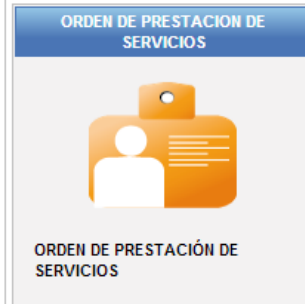 ORDEN DE PRESTACION DE
SERVICIOS
ORDEN DE PRESTACIÓN DE
SERVICIOS